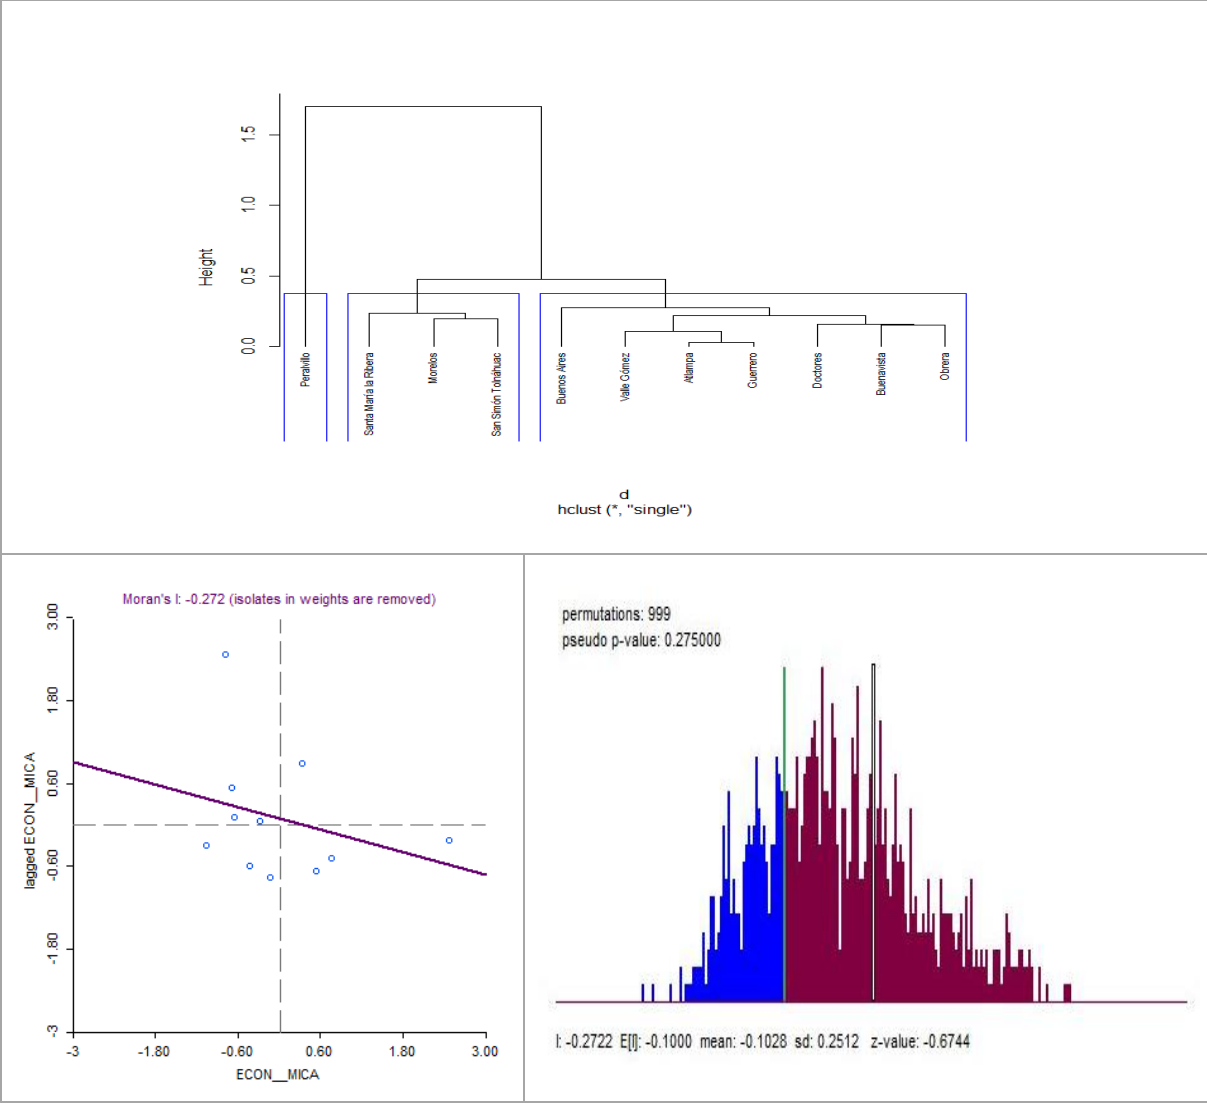 Height
0.0
0.5
1.0
1.5
Peralvillo
Santa María la Ribera
Morelos
San Simón Tolnáhuac
Buenos Aires
Valle Gómez
Atlampa
Guerrero
Doctores
Buenavista
Obrera
d
hclust (*, "single")
Moran's I: -0.272 (isolates in weights are removed)
lagged ECON__MICA
3.00
1.80
0.60
-0.60
-1.80
-3
-3
-1.80
-0.60
0.60
1.80
3.00
ECON__MICA
permutations: 999
pseudo p-value: 0.275000
I: -0.2722 E[I]: -0.1000 mean: -0.1028 sd: 0.2512 z-value: -0.6744